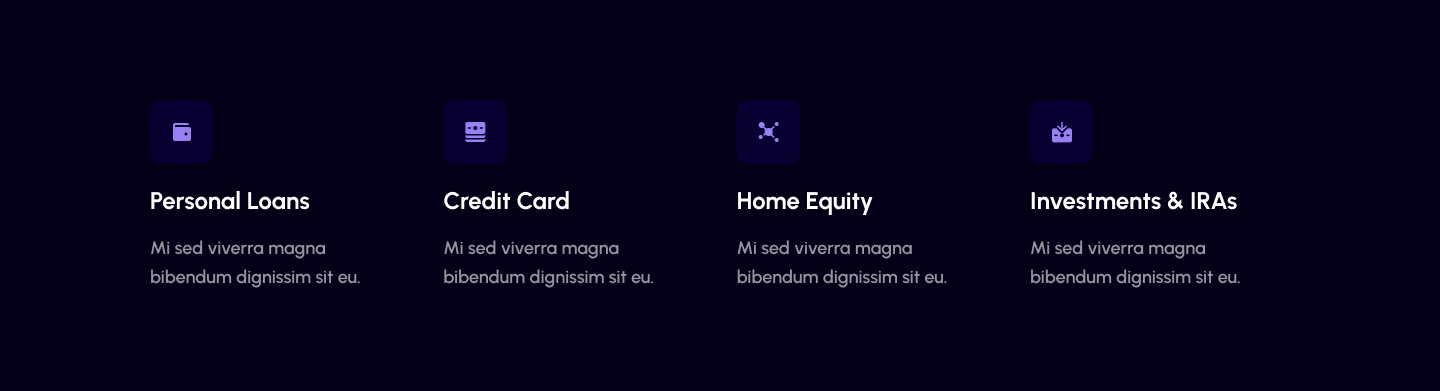 Personal Loans
Mi sed viverra magna
bibendum dignissim sit eu.
Credit Card
Mi sed viverra magna
bibendum dignissim sit eu.
Home Equity
Mi sed viverra magna
bibendum dignissim sit eu.
Investments & IRAs
Mi sed viverra magna
bibendum dignissim sit eu.